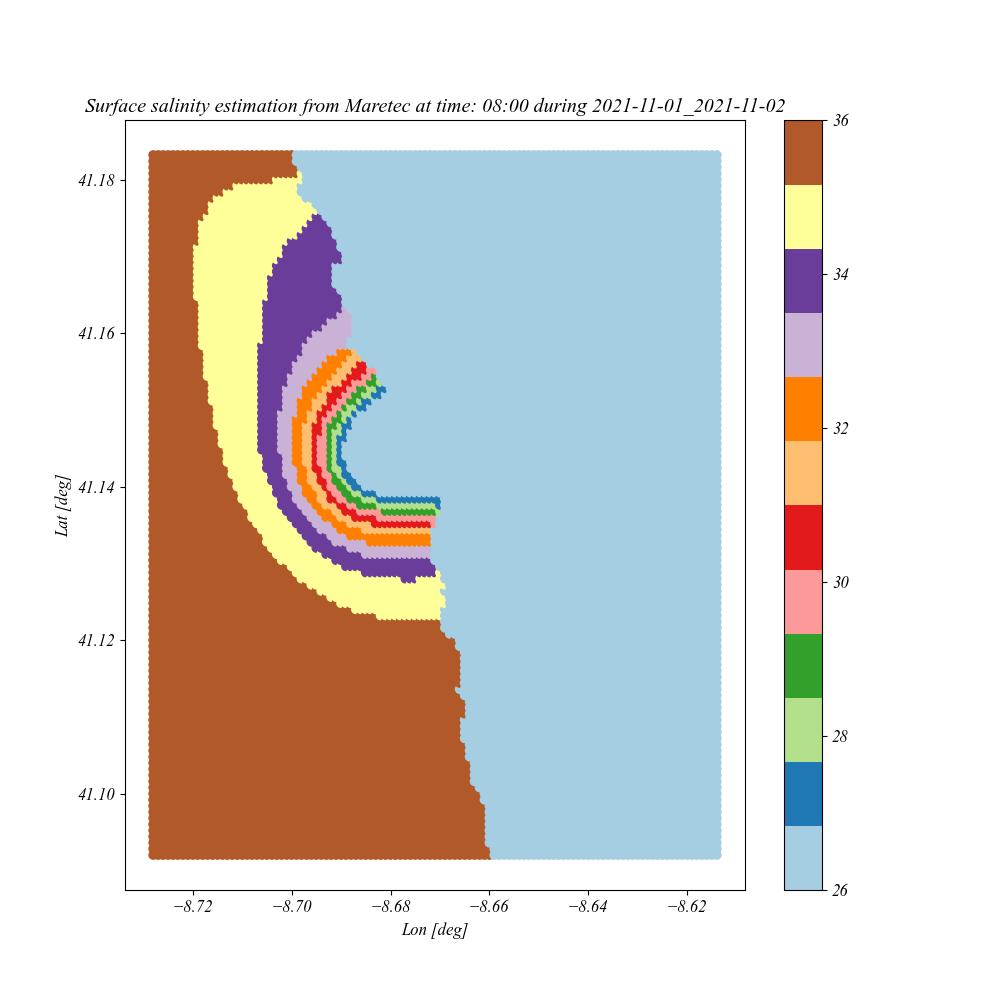 Surface salinity estimation from Maretec at time: 08:00 during 2021-11-01_2021-11-02
36
41.18
34
41.16
32
Lat [deg]
41.14
30
41.12
28
41.10
26
−8.72 −8.70 −8.68 −8.66 −8.64 −8.62
Lon [deg]